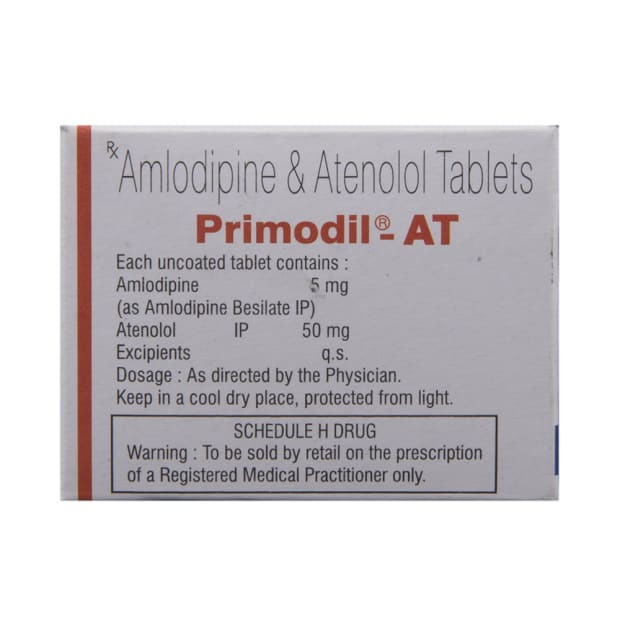 Rx Amlodipine & Atenolol Tablets
Primodil®- AT
Each uncoated tablet contains :
Amlodipine 5 mg
(as Amlodipine Besilate IP)
Atenolol IP 50 mg
Excipients q.s.
Dosage : As directed by the Physician.
Keep in a cool dry place, protected from light.
SCHEDULE H DRUG
Warning : To be sold by retail on the prescription
of a Registered Medical Practitioner only.